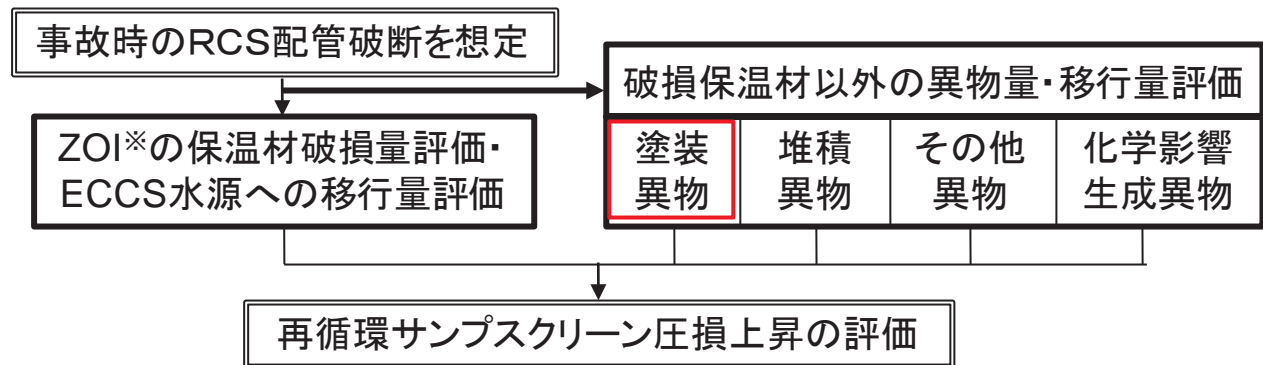 事故時のRCS配管破断を想定
破損保温材以外の異物量・移行量評価
ZOI※の保温材破損量評価・
ECCS水源への移行量評価
塗装
異物
堆積
異物
その他
異物
化学影響
生成異物
再循環サンプスクリーン圧損上昇の評価